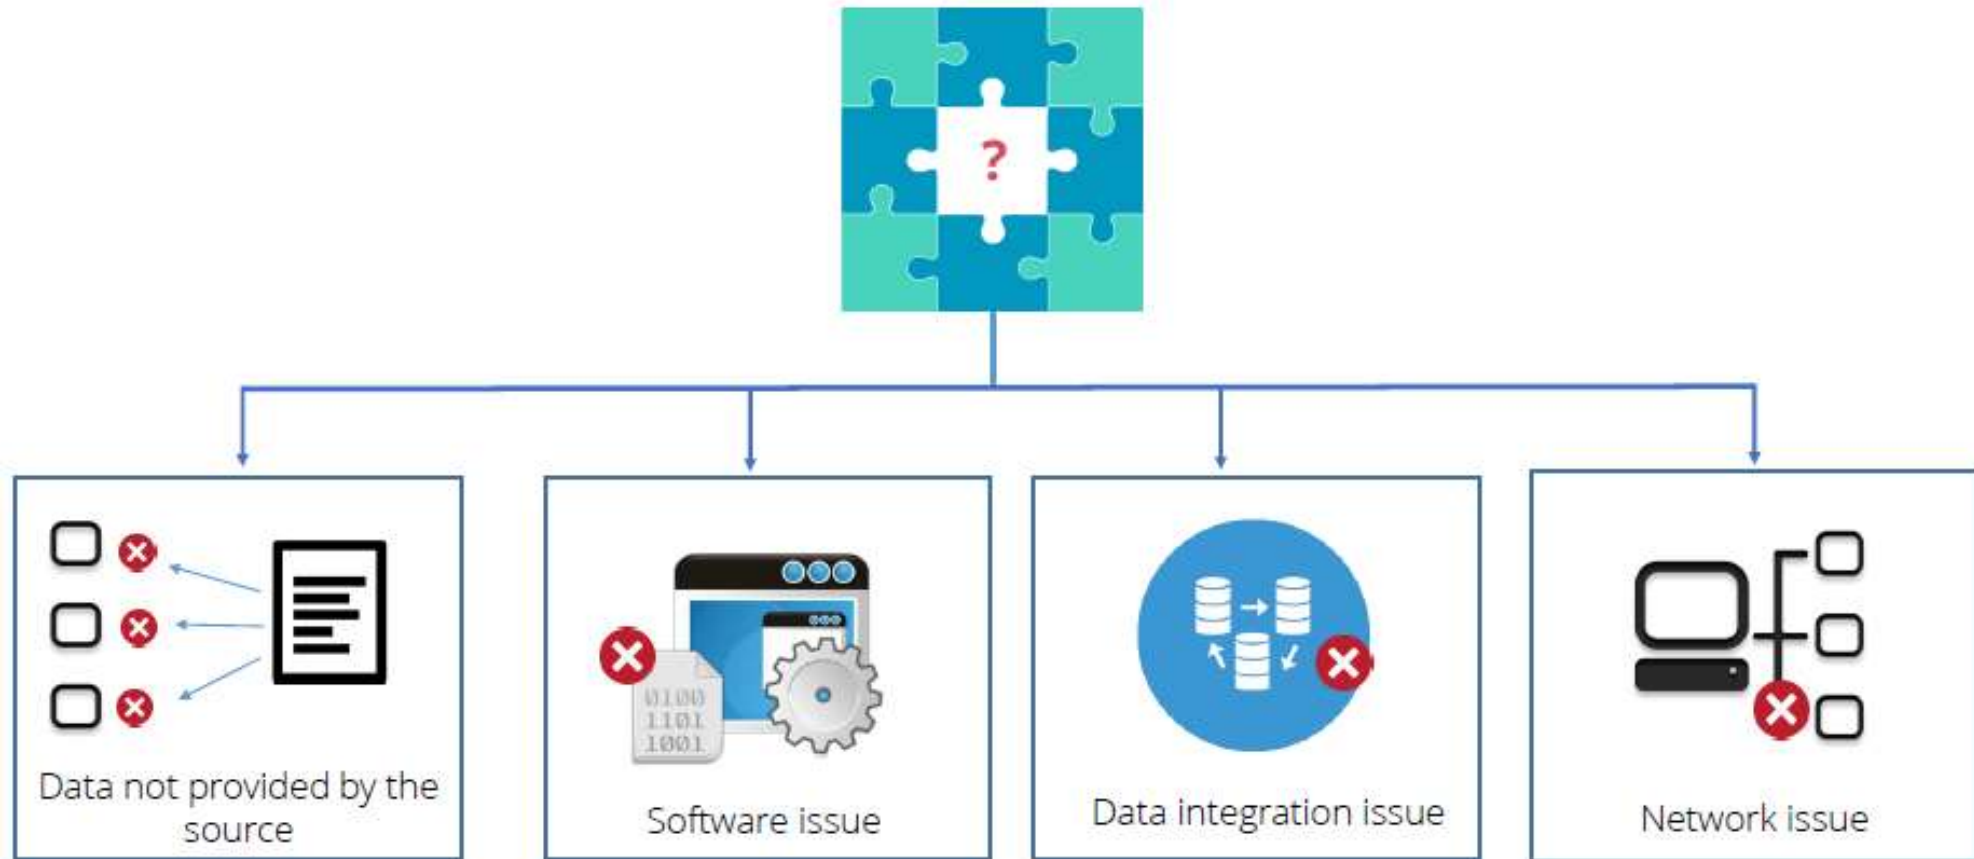 ?
Data not provided by the
source
0100
1101
1001
Software issue
Data integration issue
Network issue